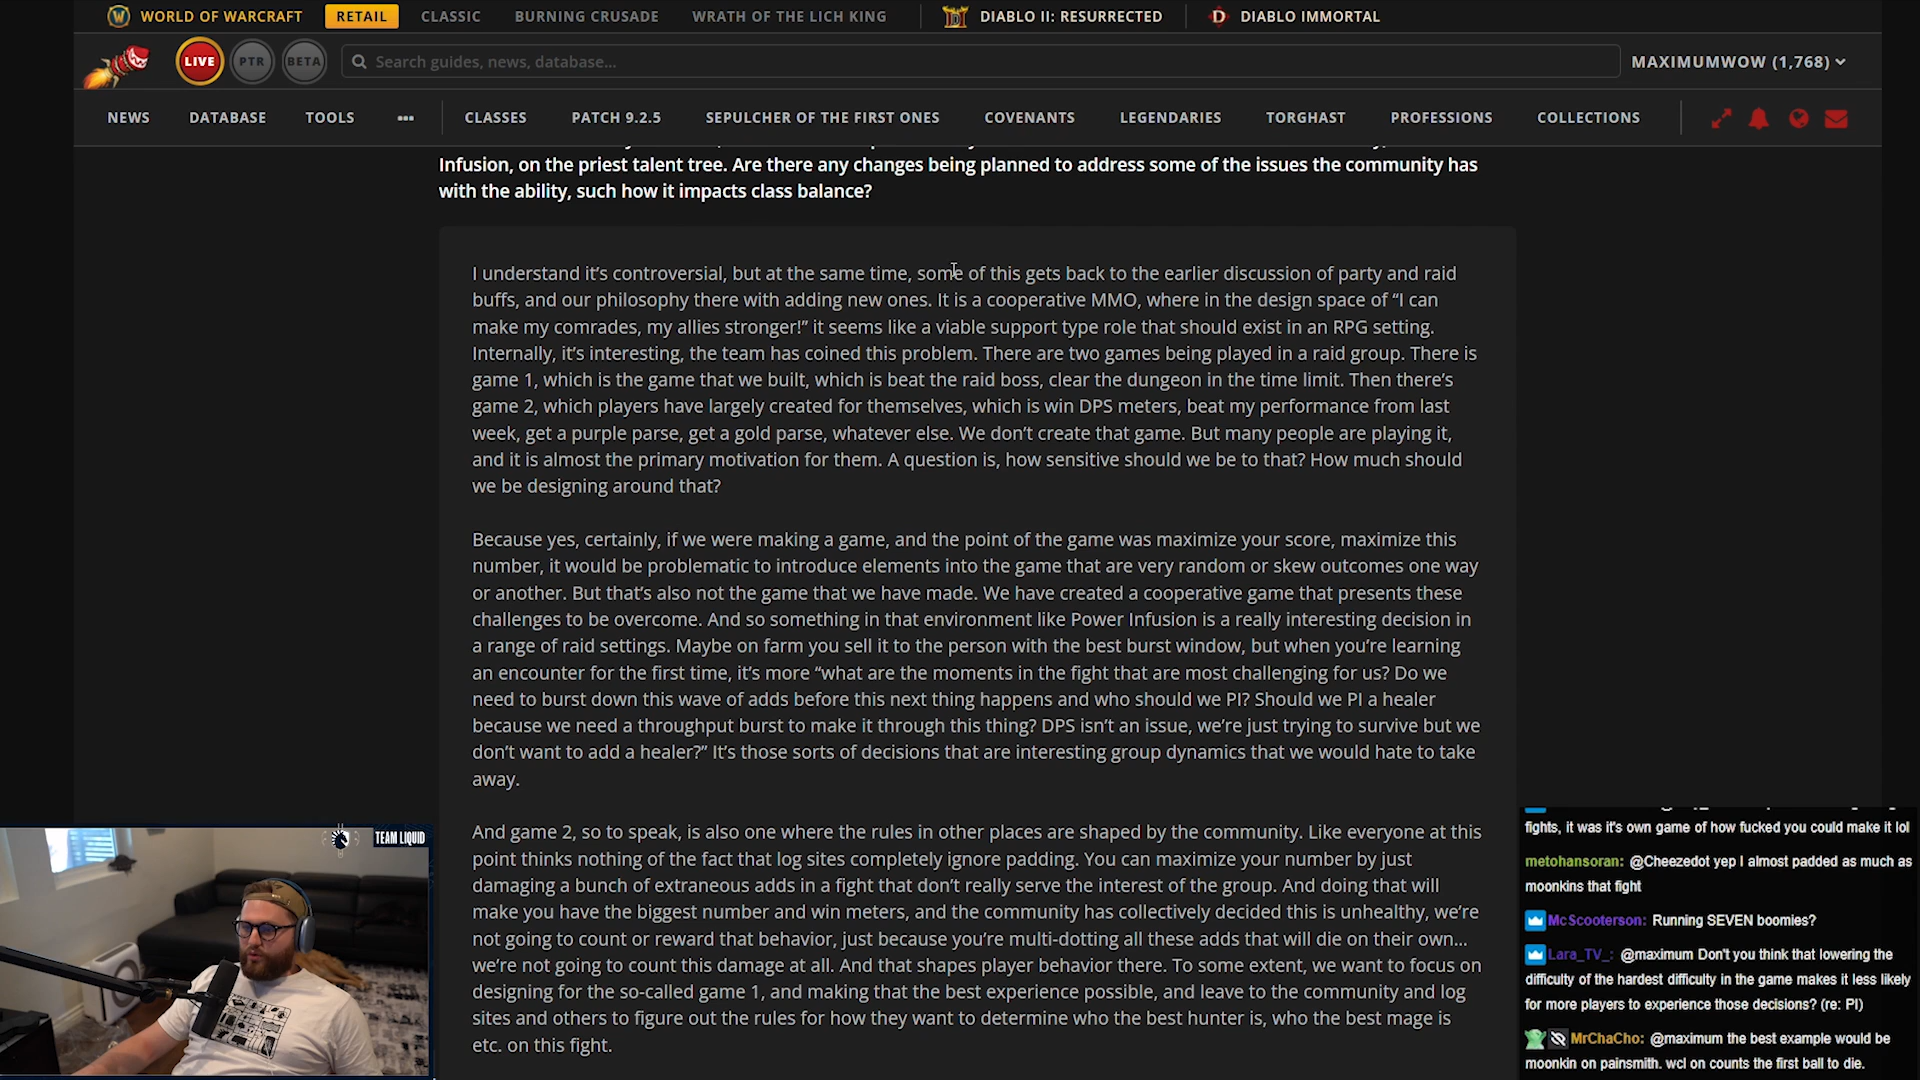 WORLD OF WARCRAFT RETAIL CLASSIC BURNING CRUSADE WRATH OF THE LICH KING DIABLO II: RESURRECTED DIABLO IMMORTAL
LIVE PTR BETA Search guides, news, database... MAXIMUMWOW (1,768)
NEWS DATABASE TOOLS ••• CLASSES PATCH 9.2.5 SEPULCHER OF THE FIRST ONES COVENANTS LEGENDARIES TORGHAST PROFESSIONS COLLECTIONS
Infusion, on the priest talent tree. Are there any changes being planned to address some of the issues the community has
with the ability, such how it impacts class balance?
I understand it’s controversial, but at the same time, some of this gets back to the earlier discussion of party and raid
buffs, and our philosophy there with adding new ones. It is a cooperative MMO, where in the design space of “I can
make my comrades, my allies stronger!” it seems like a viable support type role that should exist in an RPG setting.
Internally, it’s interesting, the team has coined this problem. There are two games being played in a raid group. There is
game 1, which is the game that we built, which is beat the raid boss, clear the dungeon in the time limit. Then there’s
game 2, which players have largely created for themselves, which is win DPS meters, beat my performance from last
week, get a purple parse, get a gold parse, whatever else. We don’t create that game. But many people are playing it,
and it is almost the primary motivation for them. A question is, how sensitive should we be to that? How much should
we be designing around that?
Because yes, certainly, if we were making a game, and the point of the game was maximize your score, maximize this
number, it would be problematic to introduce elements into the game that are very random or skew outcomes one way
or another. But that’s also not the game that we have made. We have created a cooperative game that presents these
challenges to be overcome. And so something in that environment like Power Infusion is a really interesting decision in
a range of raid settings. Maybe on farm you sell it to the person with the best burst window, but when you’re learning
an encounter for the first time, it’s more “what are the moments in the fight that are most challenging for us? Do we
need to burst down this wave of adds before this next thing happens and who should we PI? Should we PI a healer
because we need a throughput burst to make it through this thing? DPS isn’t an issue, we’re just trying to survive but we
don’t want to add a healer?” It’s those sorts of decisions that are interesting group dynamics that we would hate to take
away.
And game 2, so to speak, is also one where the rules in other places are shaped by the community. Like everyone at this
point thinks nothing of the fact that log sites completely ignore padding. You can maximize your number by just
damaging a bunch of extraneous adds in a fight that don’t really serve the interest of the group. And doing that will
make you have the biggest number and win meters, and the community has collectively decided this is unhealthy, we’re
not going to count or reward that behavior, just because you’re multi-dotting all these adds that will die on their own…
we’re not going to count this damage at all. And that shapes player behavior there. To some extent, we want to focus on
designing for the so-called game 1, and making that the best experience possible, and leave to the community and log
sites and others to figure out the rules for how they want to determine who the best hunter is, who the best mage is
etc. on this fight.
TEAM LIQUID
fights, it was it's own game of how fucked you could make it lol
metohansoran: @Cheezedot yep I almost padded as much as
moonkins that fight
McScooterson: Running SEVEN boomies?
Lara_TV_: @maximum Don't you think that lowering the
difficulty of the hardest difficulty in the game makes it less likely
for more players to experience those decisions? (re: PI)
MrChaCho: @maximum the best example would be
moonkin on painsmith. wcl on counts the first ball to die.